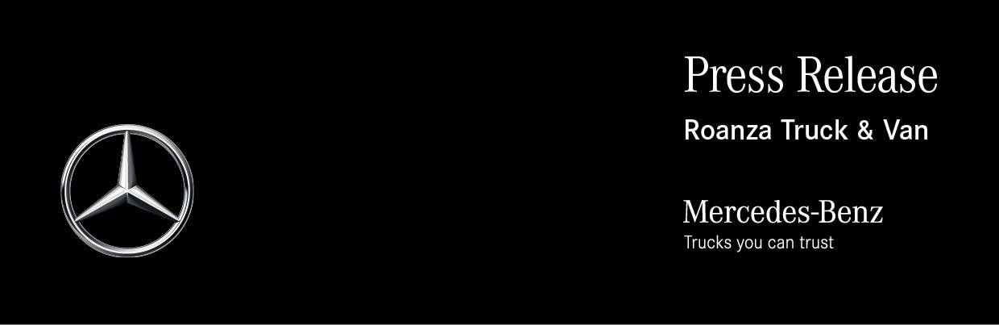 Press Release
Roanza Truck & Van
Mercedes-Benz
Trucks you can trust